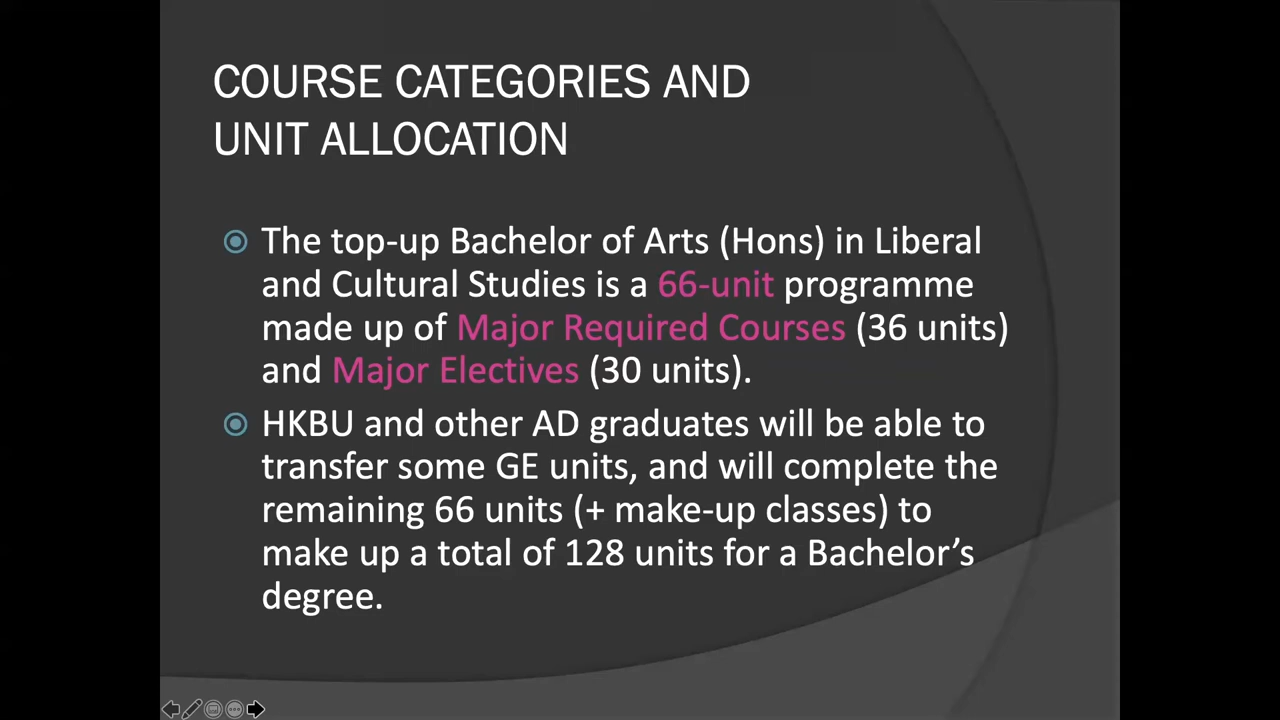 COURSE CATEGORIES AND
UNIT ALLOCATION
The top-up Bachelor of Arts (Hons) in Liberal
and Cultural Studies is a 66-unit programme
made up of Major Required Courses (36 units)
and Major Electives (30 units).
HKBU and other AD graduates will be able to
transfer some GE units, and will complete the
remaining 66 units (+ make-up classes) to
make up a total of 128 units for a Bachelor’s
degree.